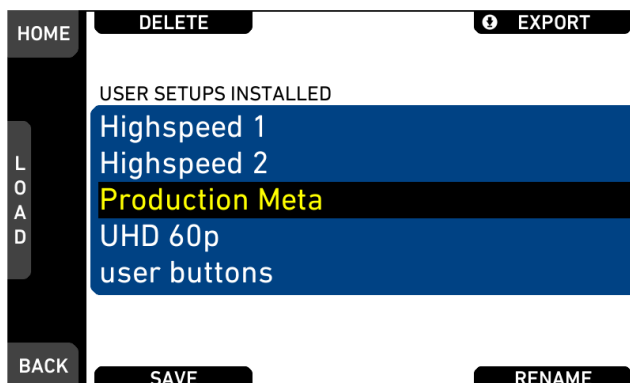 HOME
DELETE
EXPORT
USER SETUPS INSTALLED
Highspeed 1
Highspeed 2
Production Meta
UHD 60p
user buttons
LOAD
BACK
SAVE
RENAME